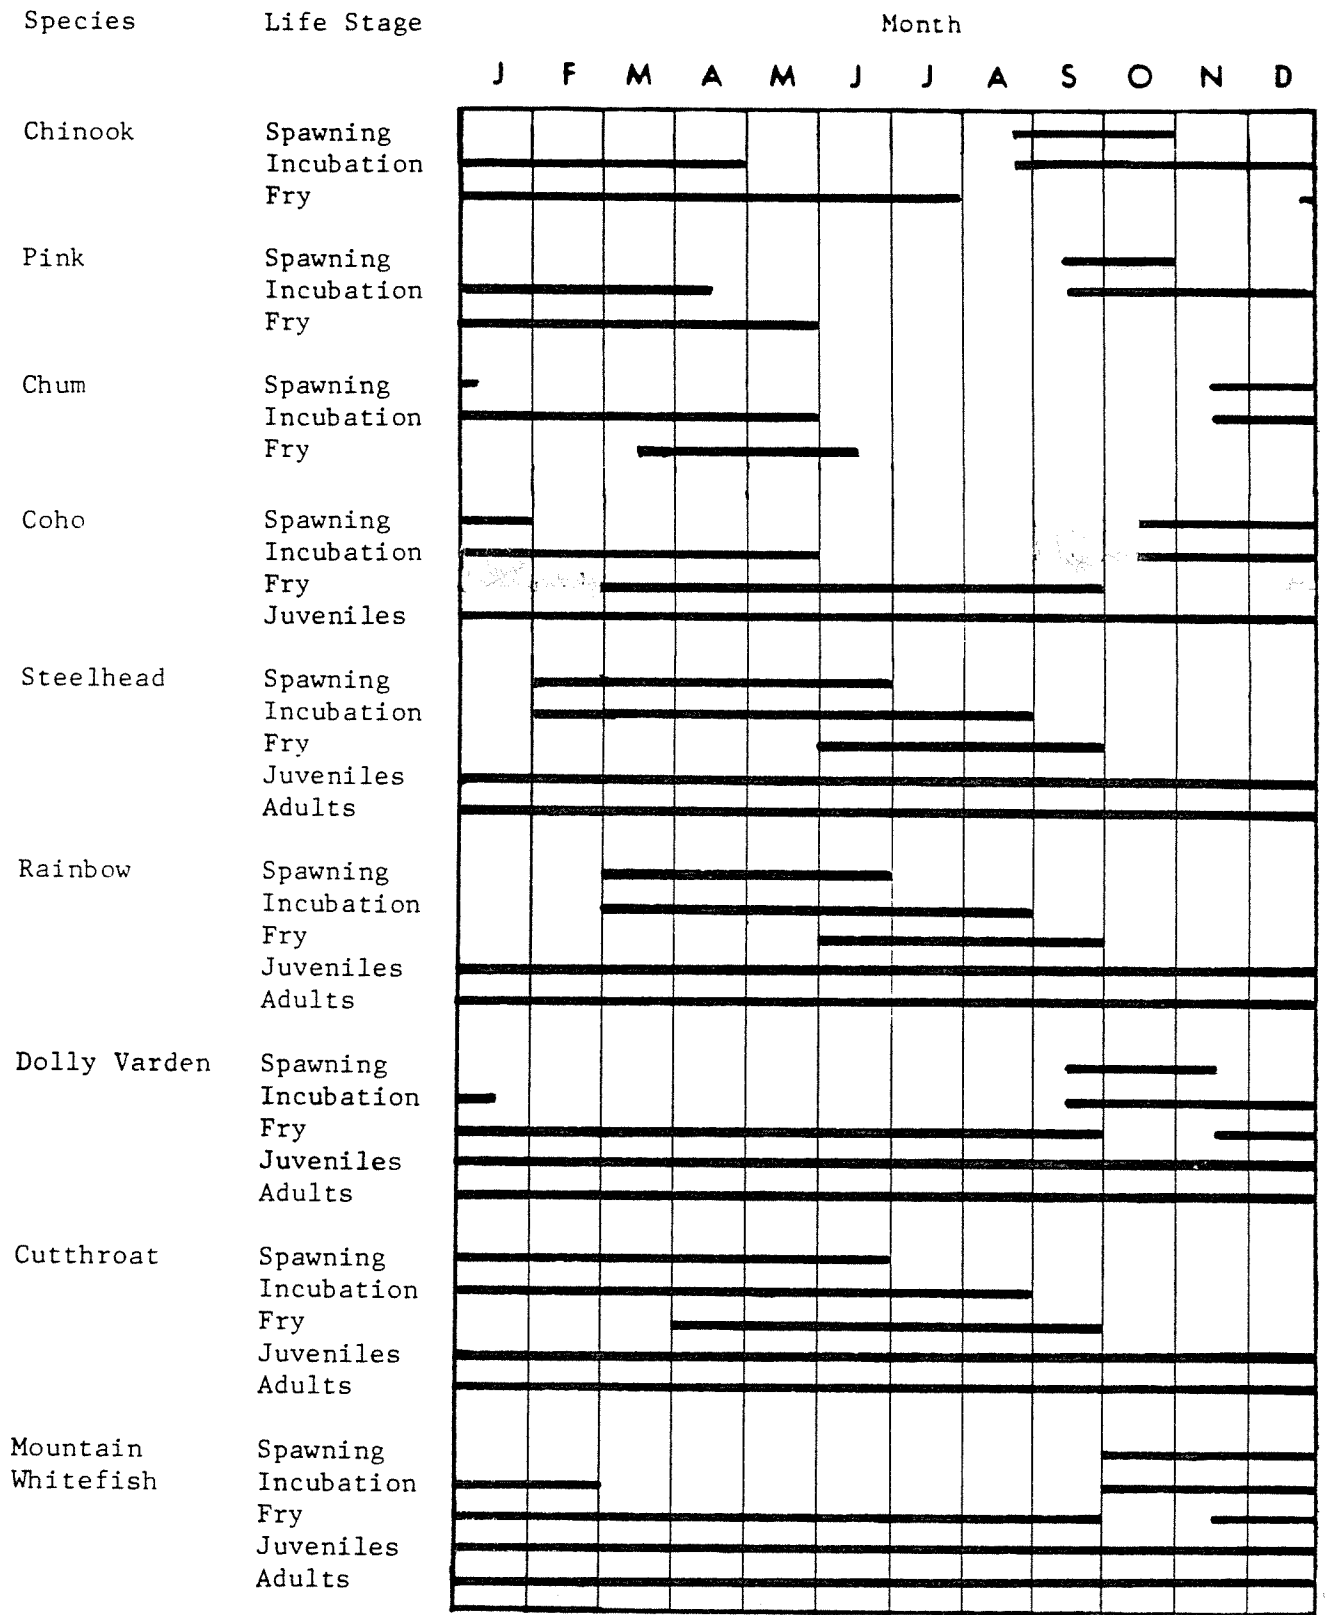 Species Life Stage Month
J F M A M J J A S O N D
Chinook Spawning
Incubation
Fry
Pink Spawning
Incubation
Fry
Chum Spawning
Incubation
Fry
Coho Spawning
Incubation
Fry
Juveniles
Steelhead Spawning
Incubation
Fry
Juveniles
Adults
Rainbow Spawning
Incubation
Fry
Juveniles
Adults
Dolly Varden Spawning
Incubation
Fry
Juveniles
Adults
Cutthroat Spawning
Incubation
Fry
Juveniles
Adults
Mountain Spawning
Whitefish Incubation
Fry
Juveniles
Adults